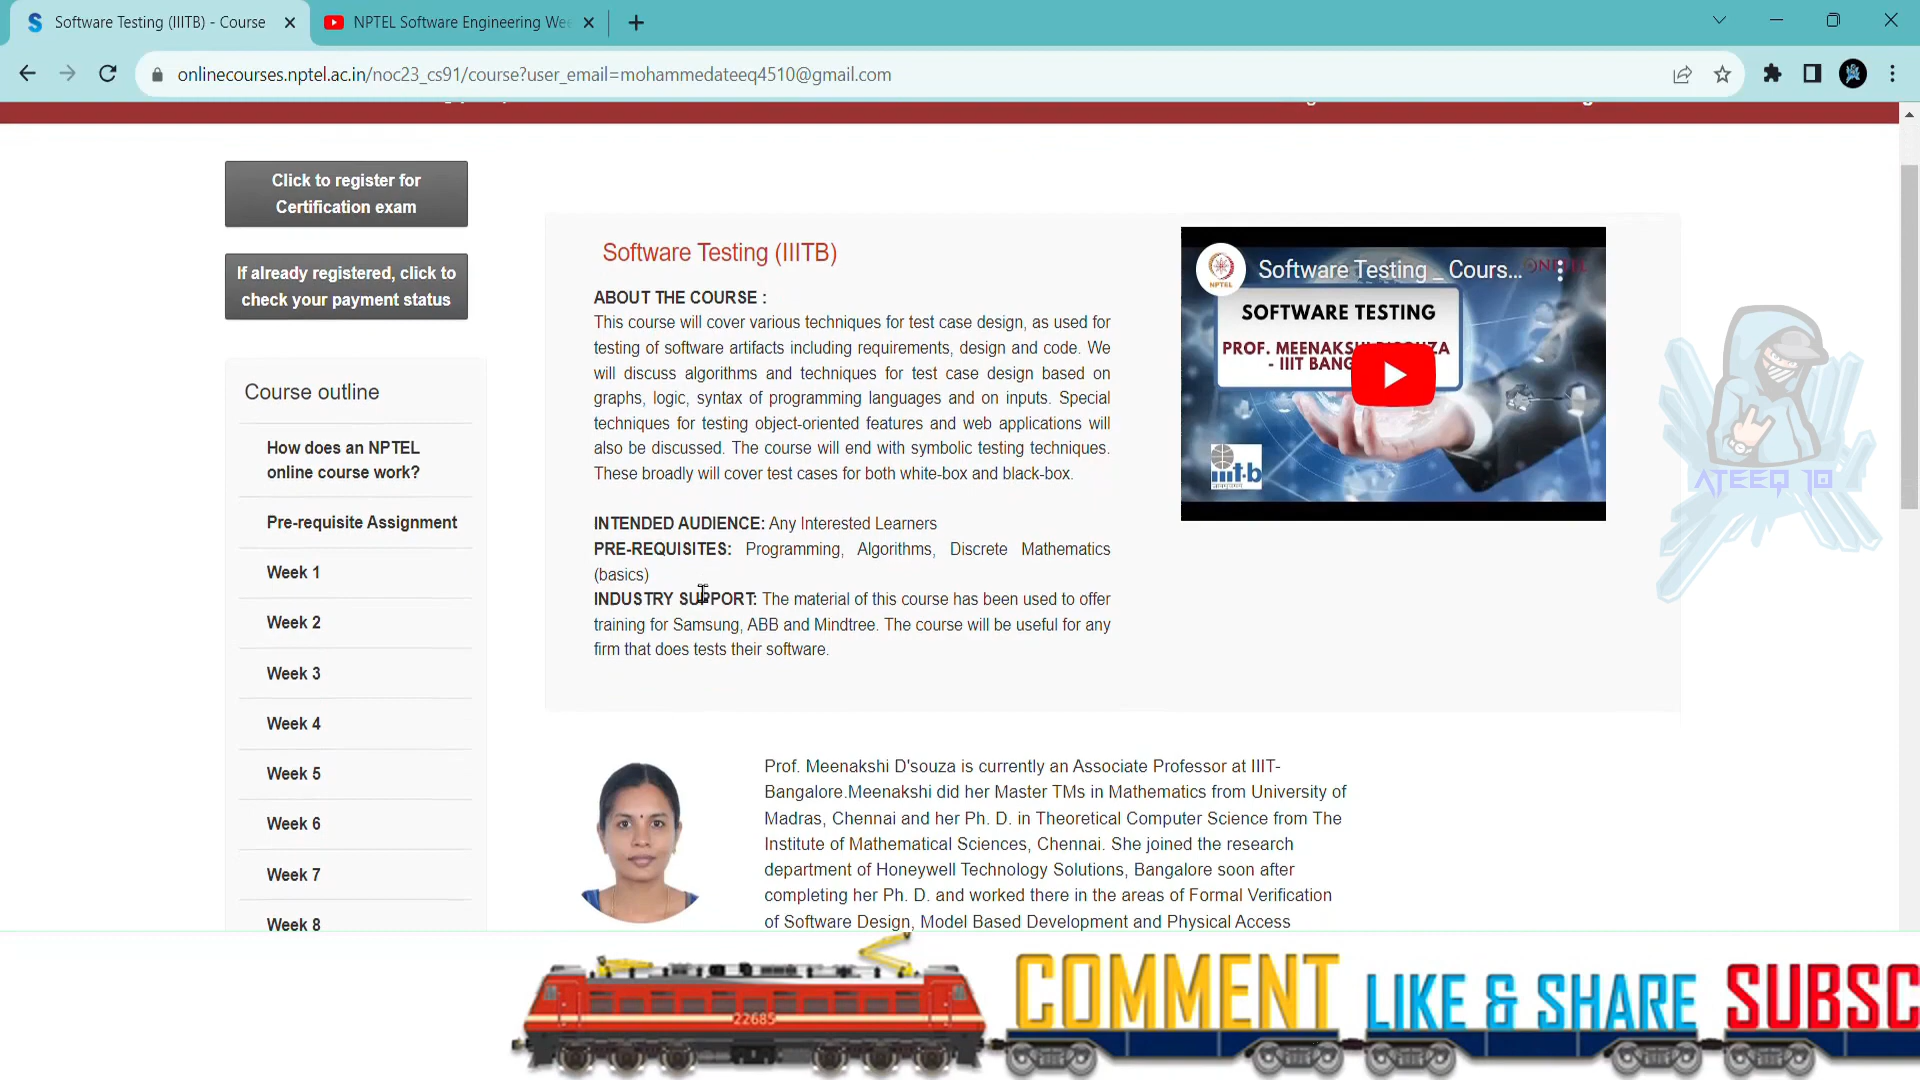 Software Testing (IIITB) - Course
NPTEL Software Engineering Wee
onlinecourses.nptel.ac.in/noc23_cs91/course?user_email=mohammedateeq4510@gmail.com
Click to register for
Certification exam
If already registered, click to
check your payment status
Course outline
How does an NPTEL
online course work?
Pre-requisite Assignment
Week 1
Week 2
Week 3
Week 4
Week 5
Week 6
Week 7
Week 8
Software Testing (IIITB)
ABOUT THE COURSE :
This course will cover various techniques for test case design, as used for
testing of software artifacts including requirements, design and code. We
will discuss algorithms and techniques for test case design based on
graphs, logic, syntax of programming languages and on inputs. Special
techniques for testing object-oriented features and web applications will
also be discussed. The course will end with symbolic testing techniques.
These broadly will cover test cases for both white-box and black-box.
INTENDED AUDIENCE: Any Interested Learners
PRE-REQUISITES: Programming, Algorithms, Discrete Mathematics
(basics)
INDUSTRY SUPPORT: The material of this course has been used to offer
training for Samsung, ABB and Mindtree. The course will be useful for any
firm that does tests their software.
NPTEL
Software Testing _ Cours...
NPTEL
SOFTWARE TESTING
PROF. MEENAKSHI D'SOUZA
- IIIT BANG
iiit-b
ATEEQ 10
Prof. Meenakshi D'souza is currently an Associate Professor at IIIT-
Bangalore.Meenakshi did her Master TMs in Mathematics from University of
Madras, Chennai and her Ph. D. in Theoretical Computer Science from The
Institute of Mathematical Sciences, Chennai. She joined the research
department of Honeywell Technology Solutions, Bangalore soon after
completing her Ph. D. and worked there in the areas of Formal Verification
of Software Design, Model Based Development and Physical Access
22685
COMMENT
LIKE & SHARE
SUBSC